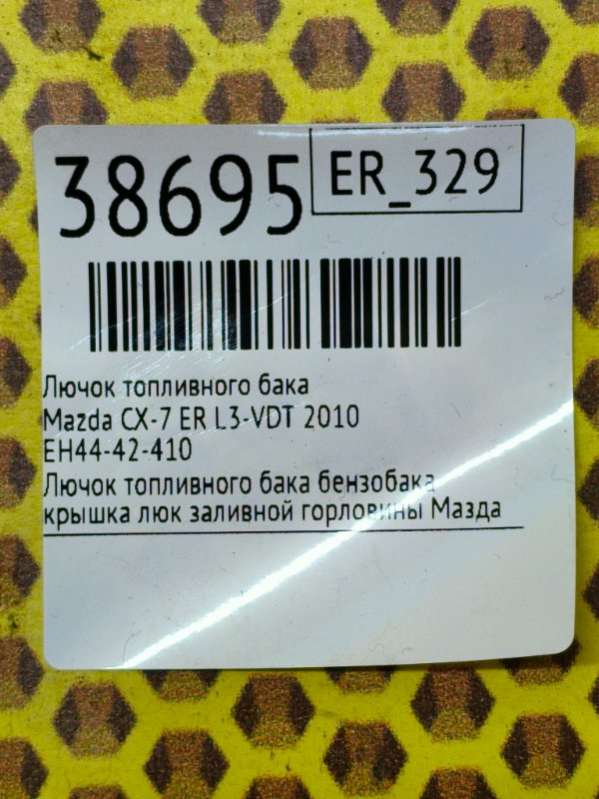 38695
ER_329
Лючок топливного бака
Mazda CX-7 ER L3-VDT 2010
EH44-42-410
Лючок топливного бака бензобака
крышка люк заливной горловины Мазда